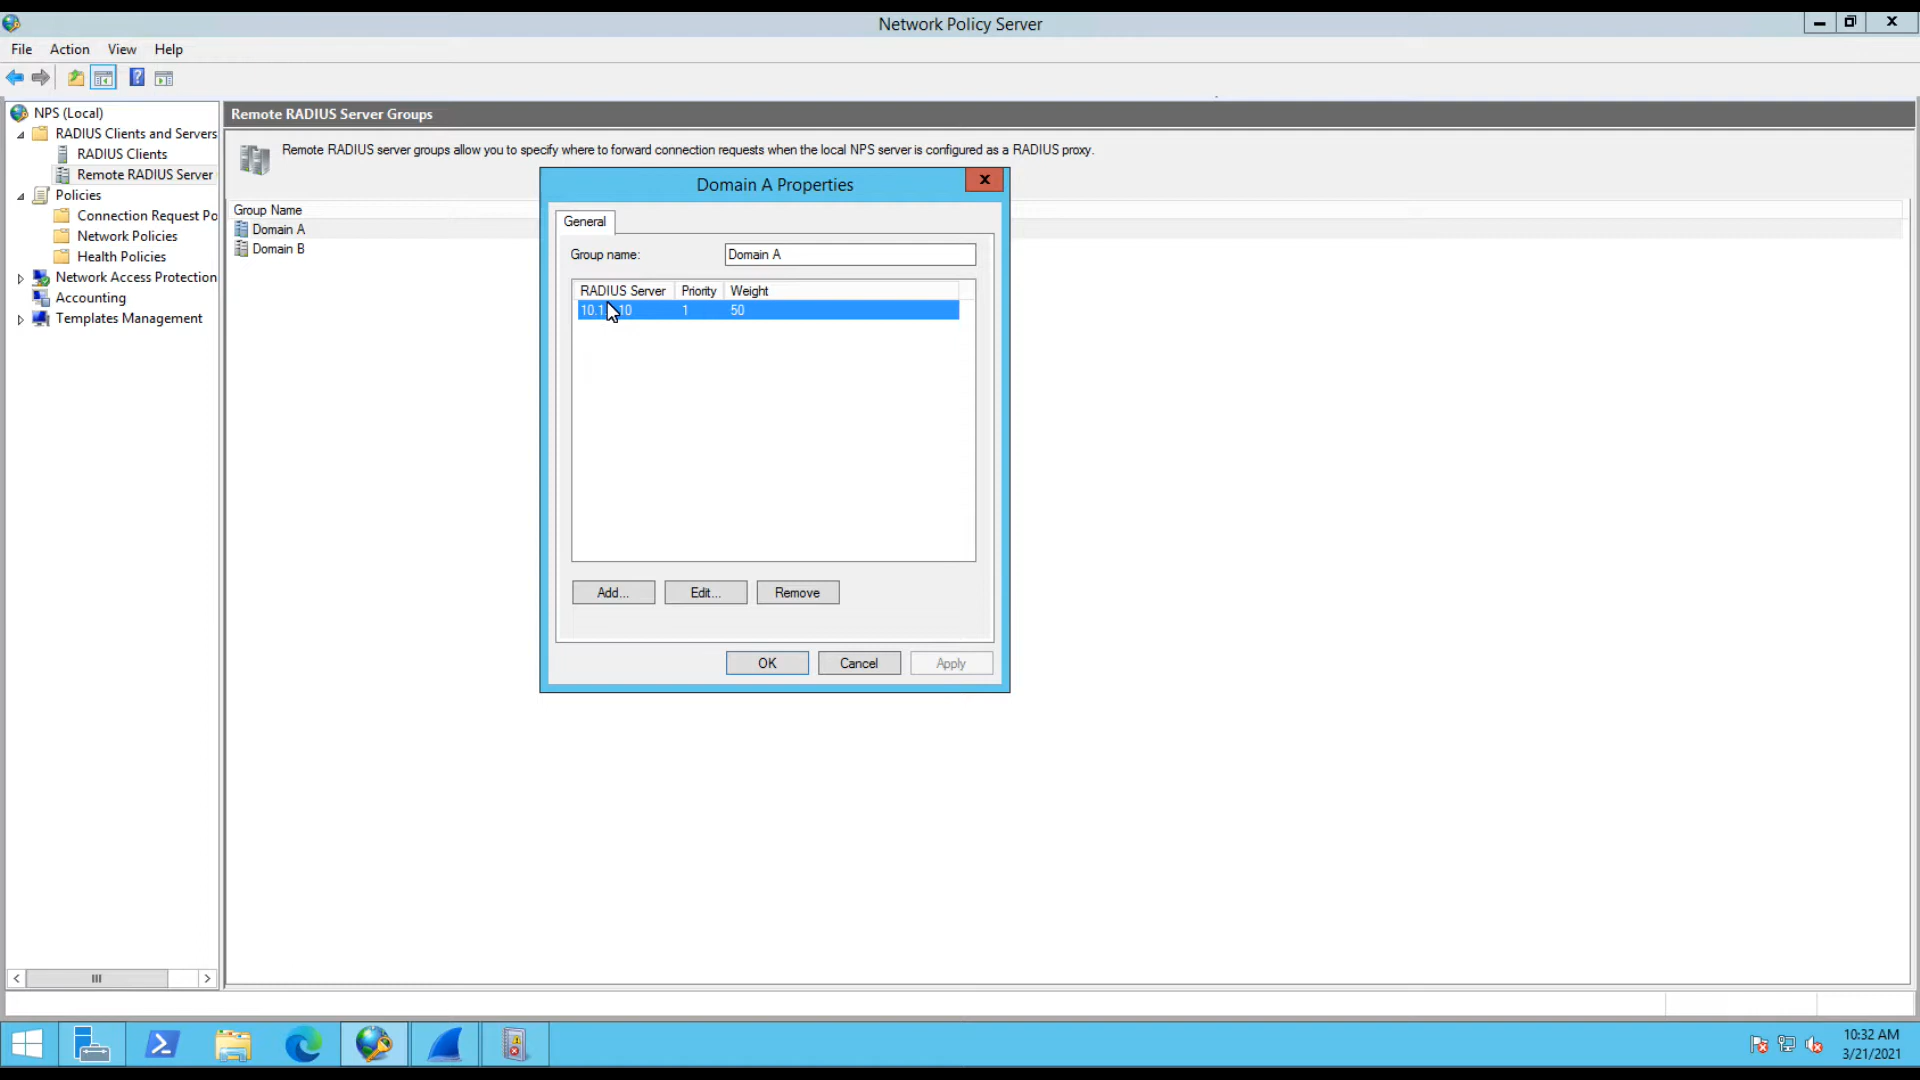 Network Policy Server
File Action View Help
NPS (Local)
RADIUS Clients and Servers
RADIUS Clients
Remote RADIUS Server
Policies
Connection Request Po
Network Policies
Health Policies
Network Access Protection
Accounting
Templates Management
Remote RADIUS Server Groups
Remote RADIUS server groups allow you to specify where to forward connection requests when the local NPS server is configured as a RADIUS proxy.
Group Name
Domain A
Domain B
Domain A Properties
General
Group name: Domain A
RADIUS Server Priority Weight
1 50
Add... Edit... Remove
OK Cancel Apply
10:32 AM
3/21/2021